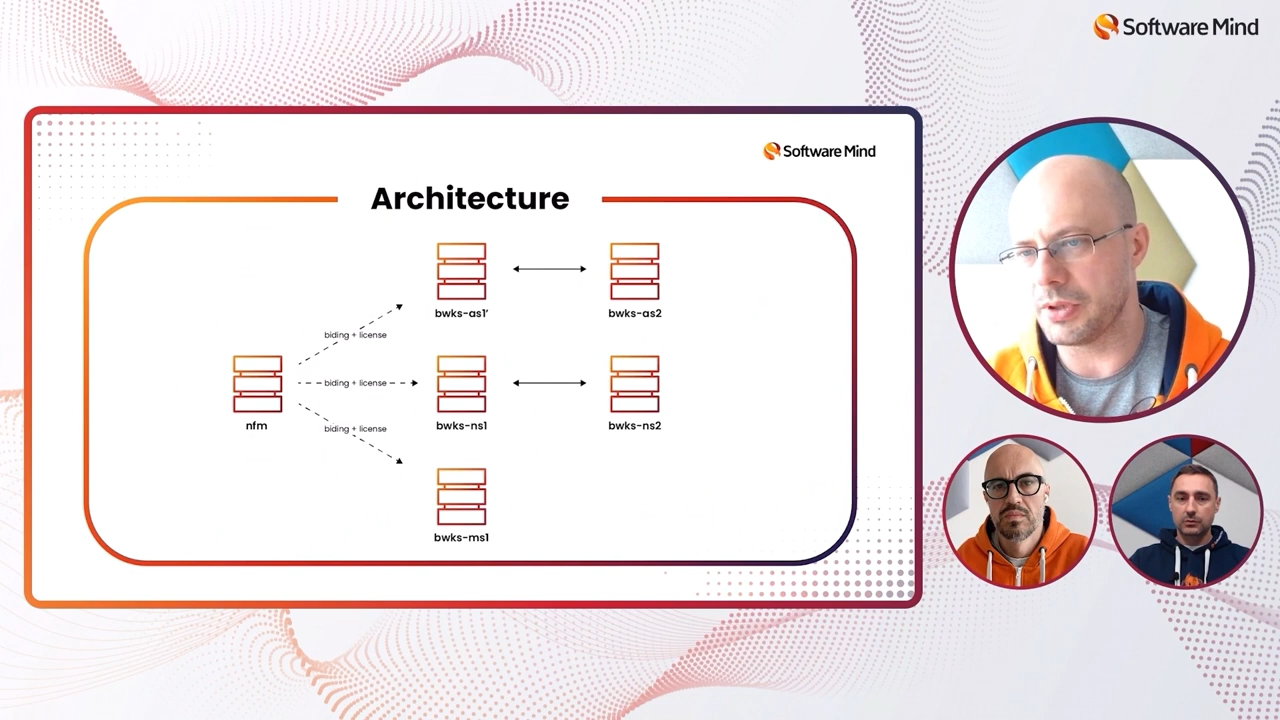 Software Mind
Software Mind
Architecture
bwks-as1'
bwks-as2
biding + license
biding + license
nfm
bwks-ns1
bwks-ns2
biding + license
bwks-ms1